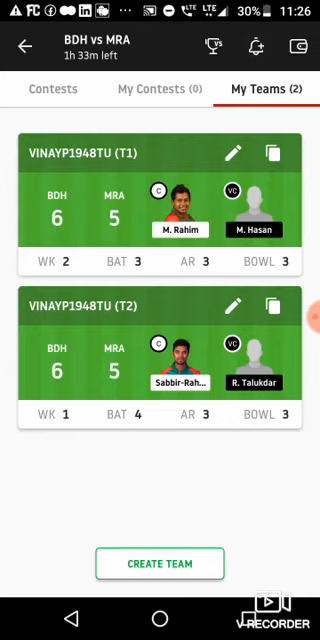 FC
30%
11:26
BDH vs MRA
1h 33m left
VS
Contests
My Contests (0)
My Teams (2)
VINAYP1948TU (T1)
BDH
MRA
6
5
C
VC
M. Rahim
M. Hasan
WK 2
BAT 3
AR 3
BOWL 3
VINAYP1948TU (T2)
BDH
MRA
6
5
C
VC
Sabbir-Rah...
R. Talukdar
WK 1
BAT 4
AR 3
BOWL 3
CREATE TEAM
V RECORDER